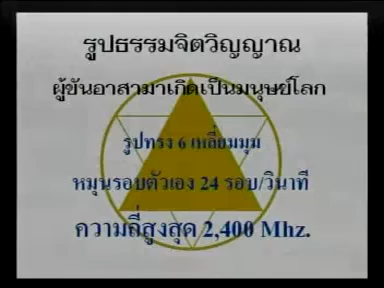 รูปธรรมจิตวิญญาณ
ผู้ขันอาสามาเกิดเป็นมนุษย์โลก
รูปทรง 6 เหลี่ยมมุม
หมุนรอบตัวเอง 24 รอบ/วินาที
ความถี่สูงสุด 2,400 Mhz.